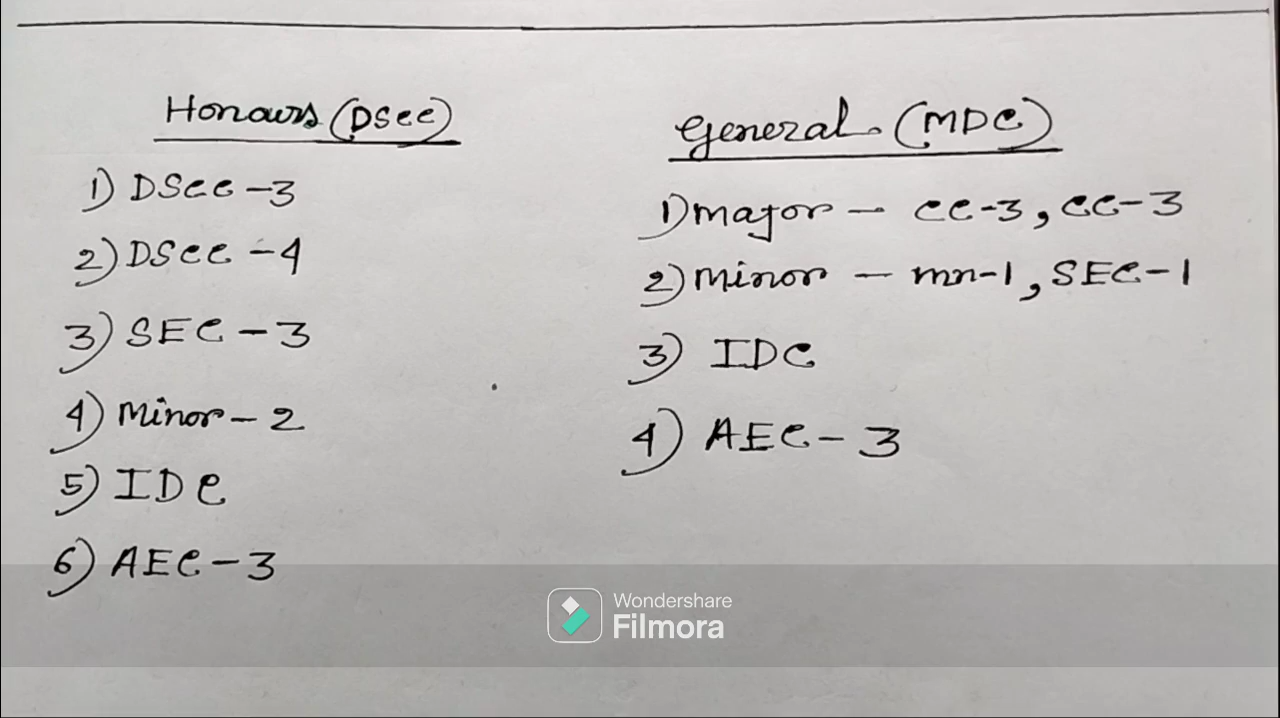 Honours (DSCC)
1) DSCC - 3
2) DSCC - 4
3) SEC - 3
4) Minor - 2
5) IDC
6) AEC - 3
General (MDC)
1) major - CC-3, CC-3
2) minor - mn-1, SEC-1
3) IDC
4) AEC - 3
Wondershare
Filmora